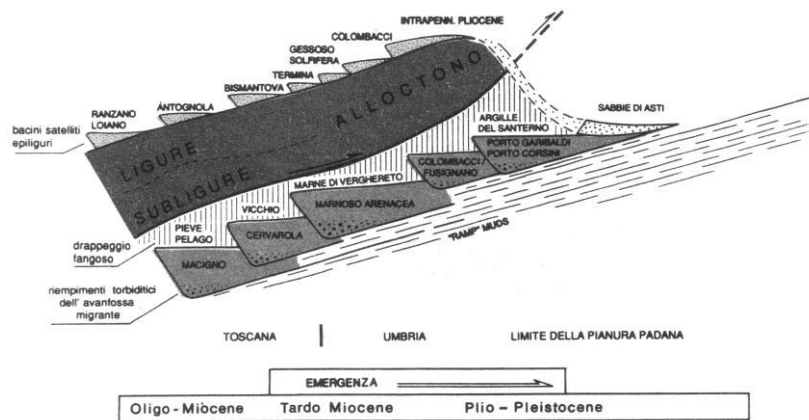 INTRAPENN. PLIOCENE
COLOMBACCI
GESSOSO
SOLFIFERA
TERMINA
BISMANTOVA
ANTOGNOLA
RANZANO
LOIANO
bacini satelliti
epiliguri
LIGURE
ALLOCTONO
SUBLIGURE
SABBIE DI ASTI
ARGILLE
DEL SANTERNO
PORTO GARIBALDI
PORTO CORSINI
COLOMBACCI /
FUSIGNANO
MARNE DI VERGHERETO
MARNOSO ARENACEA
VICCHIO
CERVAROLA
PIEVE
PELAGO
MACIGNO
"RAMP" MUDS
drappeggio
fangoso
riempimenti torbiditici
dell' avanfossa
migrante
TOSCANA
UMBRIA
LIMITE DELLA PIANURA PADANA
EMERGENZA
Oligo - Miocene Tardo Miocene Plio - Pleistocene